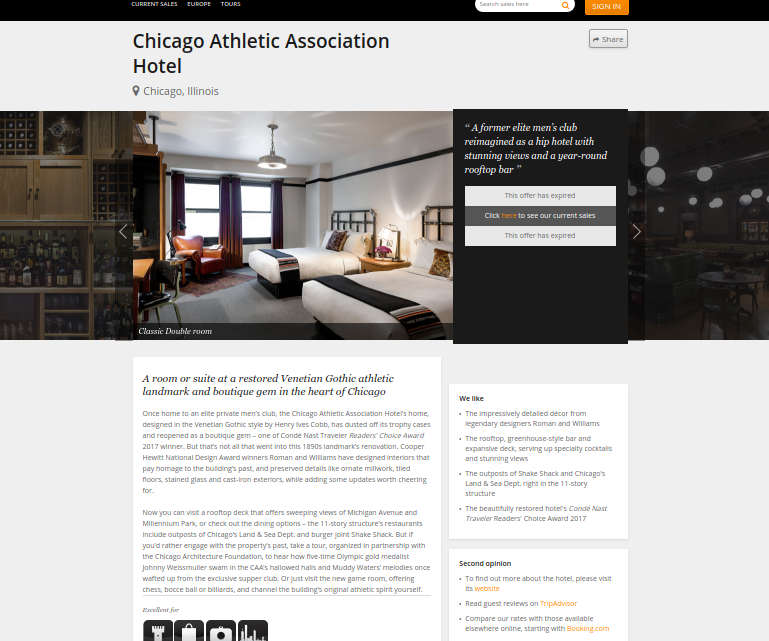 CURRENT SALES EUROPE TOURS
Search sales here
SIGN IN
Chicago Athletic Association
Hotel
Share
Chicago, Illinois
“ A former elite men's club
reimagined as a hip hotel with
stunning views and a year-round
rooftop bar ”
This offer has expired
Click here to see our current sales
This offer has expired
Classic Double room
A room or suite at a restored Venetian Gothic athletic
landmark and boutique gem in the heart of Chicago
Once home to an elite private men's club, the Chicago Athletic Association Hotel's home,
designed in the Venetian Gothic style by Henry Ives Cobb, has dusted off its trophy cases
and reopened as a boutique gem – one of Condé Nast Traveler Readers' Choice Award
2017 winner. But that's not all that went into this 1890s landmark's renovation. Cooper
Hewitt National Design Award winners Roman and Williams have designed interiors that
pay homage to the building's past, and preserved details like ornate millwork, tiled
floors, stained glass and cast-iron exteriors, while adding some updates worth cheering
for.
Now you can visit a rooftop deck that offers sweeping views of Michigan Avenue and
Millennium Park, or check out the dining options – the 11-story structure's restaurants
include outposts of Chicago's Land & Sea Dept. and burger joint Shake Shack. But if
you'd rather engage with the property's past, take a tour, organized in partnership with
the Chicago Architecture Foundation, to hear how five-time Olympic gold medalist
Johnny Weissmuller swam in the CAA's hallowed halls and Muddy Waters' melodies once
wafted up from the exclusive supper club. Or just visit the new game room, offering
chess, bocce ball or billiards, and channel the building's original athletic spirit yourself.
Excellent for
We like
• The impressively detailed décor from
legendary designers Roman and Williams
• The rooftop, greenhouse-style bar and
expansive deck, serving up specialty cocktails
and stunning views
• The outposts of Shake Shack and Chicago's
Land & Sea Dept. right in the 11-story
structure
• The beautifully restored hotel's Condé Nast
Traveler Readers' Choice Award 2017
Second opinion
• To find out more about the hotel, please visit
its website
• Read guest reviews on TripAdvisor
• Compare our rates with those available
elsewhere online, starting with Booking.com